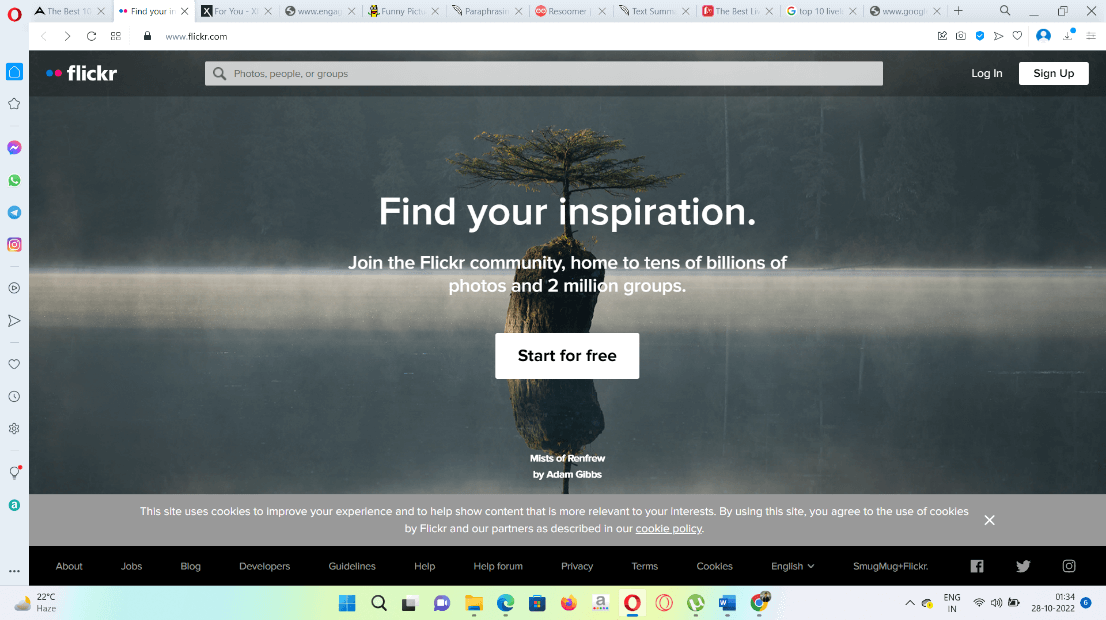 The Best 10
Find your in
For You - X
www.engag
Funny Pictu
Paraphrasin
Resoomer |
Text Summa
The Best Liv
top 10 livel
www.googl
www.flickr.com
flickr
Photos, people, or groups
Log In
Sign Up
Find your inspiration.
Join the Flickr community, home to tens of billions of
photos and 2 million groups.
Start for free
Mists of Renfrew
by Adam Gibbs
This site uses cookies to improve your experience and to help show content that is more relevant to your interests. By using this site, you agree to the use of cookies
by Flickr and our partners as described in our cookie policy.
About
Jobs
Blog
Developers
Guidelines
Help
Help forum
Privacy
Terms
Cookies
English
SmugMug+Flickr.
22°C
Haze
ENG
IN
01:34
28-10-2022
6